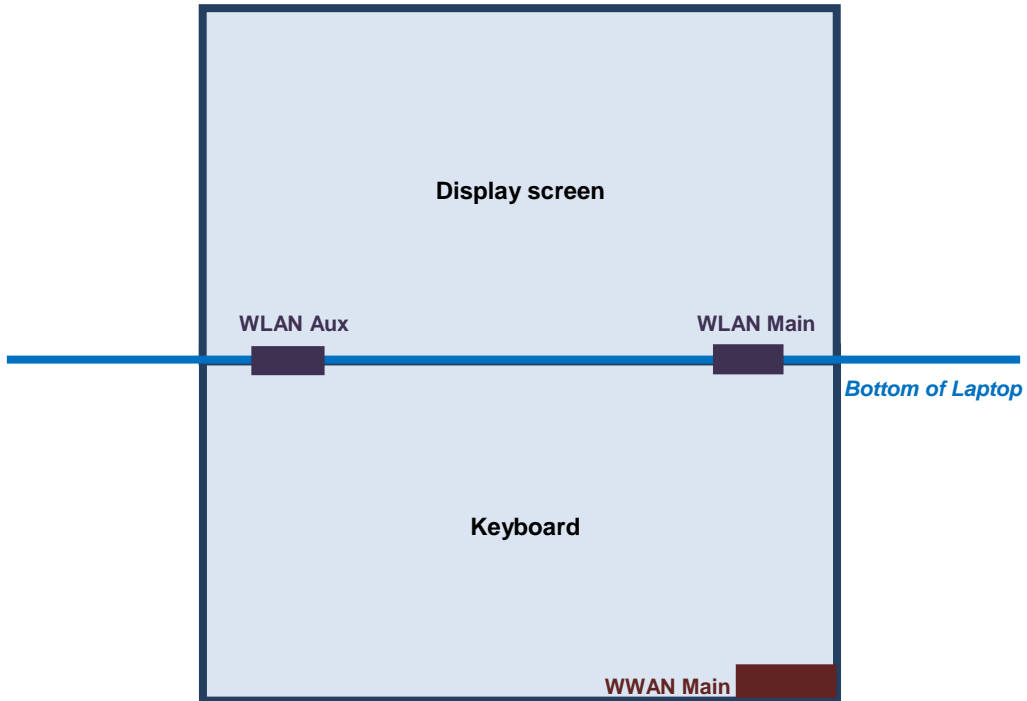 Display screen
WLAN Aux
WLAN Main
Bottom of Laptop
Keyboard
WWAN Main